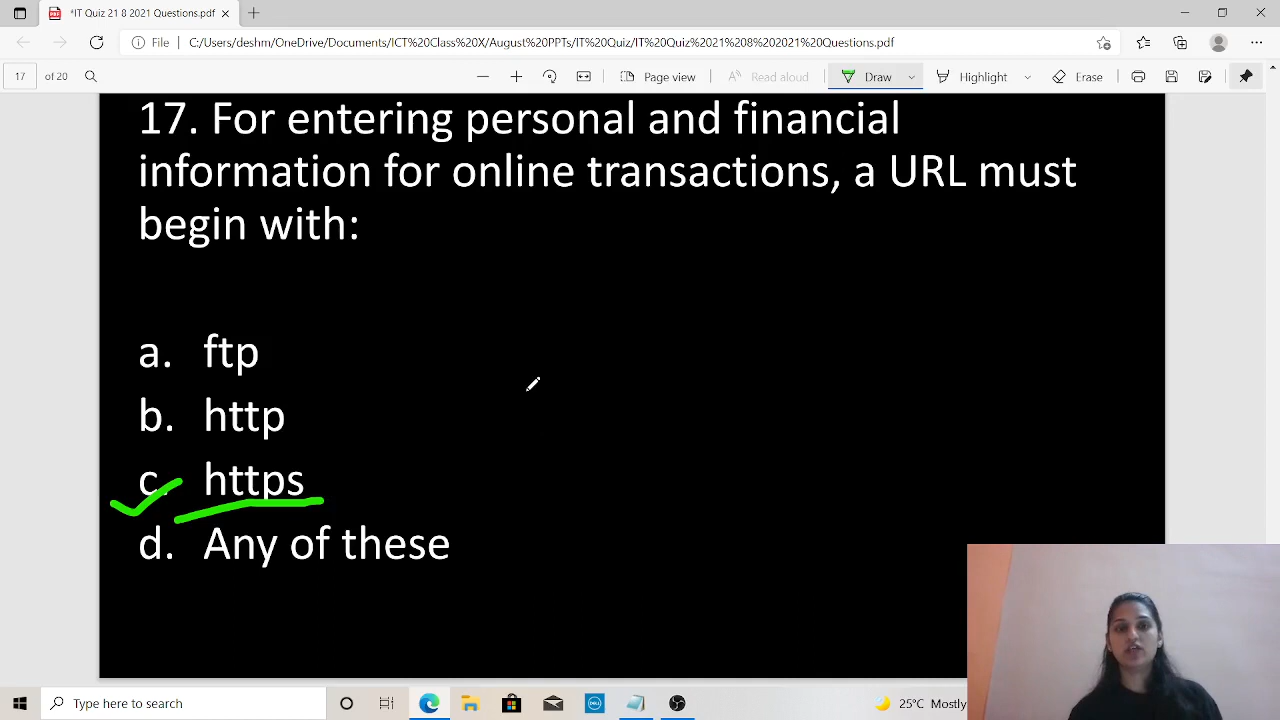 *IT Quiz 21 8 2021 Questions.pdf
File C:/Users/deshm/OneDrive/Documents/ICT%20Class%20X/August%20PPTs/IT%20Quiz/IT%20Quiz%2021%208%202021%20Questions.pdf
17 of 20 Page view Read aloud Draw Highlight Erase
17. For entering personal and financial
information for online transactions, a URL must
begin with:
a. ftp
b. http
c. https
d. Any of these
Type here to search
DELL
25°C Mostly